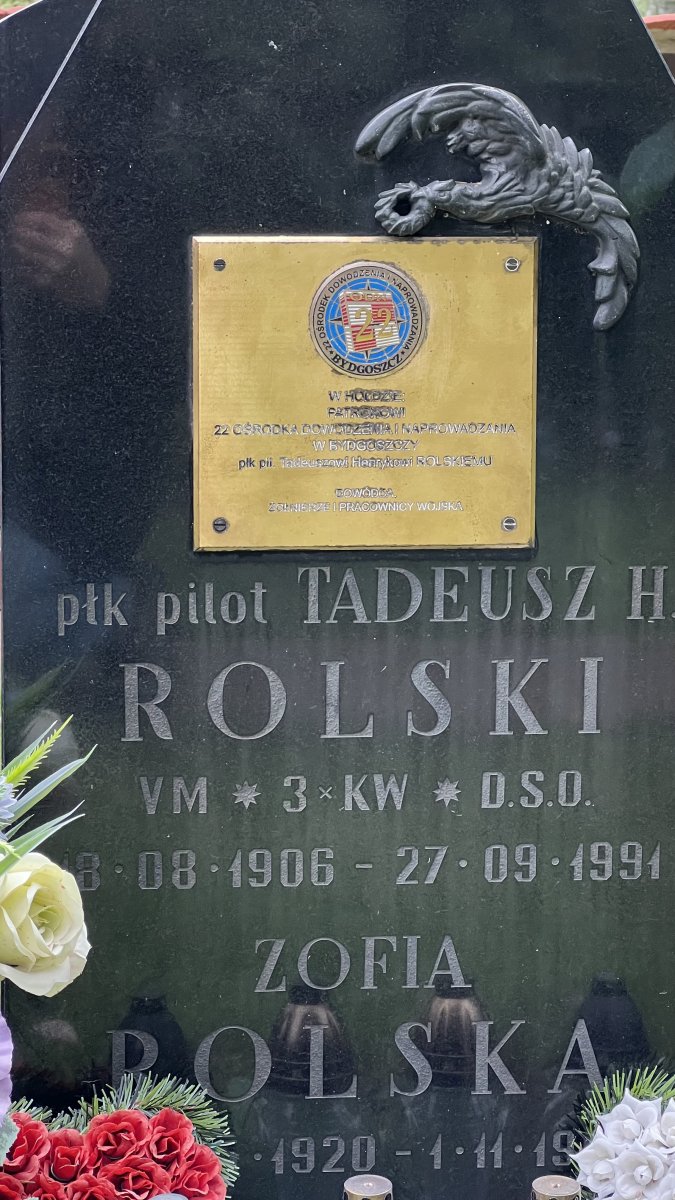 22 OŚRODEK DOWODZENIA I NAPROWADZANIA
ODN
22
BYDGOSZCZ
W HOŁDZIE:
PATRONOWI
22 OŚRODKA DOWODZENIA I NAPROWADZANIA
W BYDGOSZCZY
płk pil. Tadeuszowi Henrykowi ROLSKIEMU
DOWÓDCA
ŻOŁNIERZE I PRACOWNICY WOJSKA
płk pilot TADEUSZ H.
ROLSKI
VM * 3 × KW * D.S.O.
18 · 08 · 1906 – 27 · 09 · 1991
ZOFIA
ROLSKA
· 1920 – 1 · 11 · 19